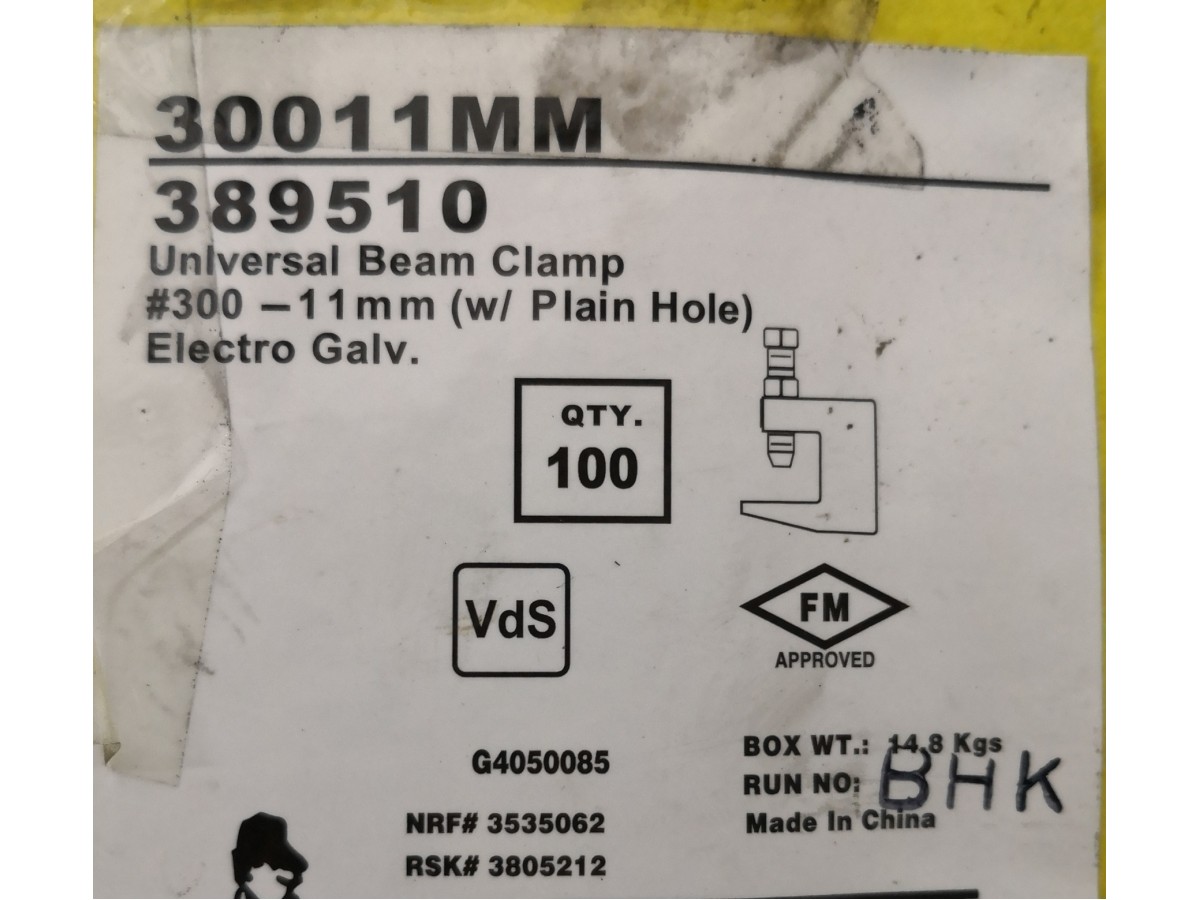 30011MM
389510
Universal Beam Clamp
#300 – 11mm (w/ Plain Hole)
Electro Galv.
QTY.
100
VdS
FM
APPROVED
G4050085
NRF# 3535062
RSK# 3805212
BOX WT.: 14.8 Kgs
RUN NO: BHK
Made In China